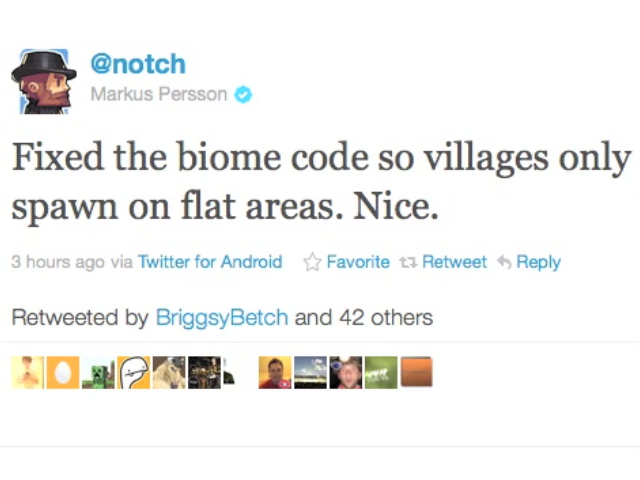 @notch
Markus Persson
Fixed the biome code so villages only
spawn on flat areas. Nice.
3 hours ago via Twitter for Android Favorite Retweet Reply
Retweeted by BriggsyBetch and 42 others